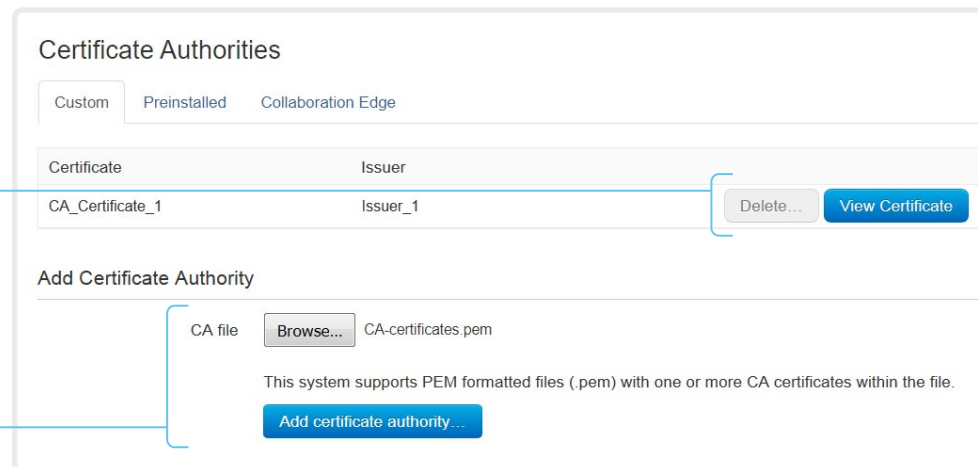 Certificate Authorities
Custom Preinstalled Collaboration Edge
Certificate Issuer
CA_Certificate_1 Issuer_1 Delete... View Certificate
Add Certificate Authority
CA file Browse... CA-certificates.pem
This system supports PEM formatted files (.pem) with one or more CA certificates within the file.
Add certificate authority...